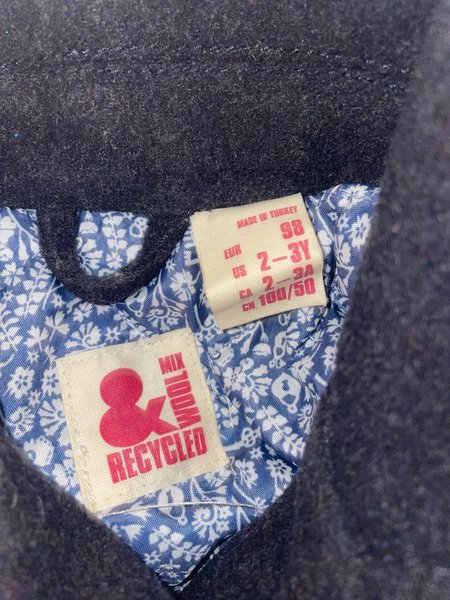 MADE IN TURKEY
EUR 98
US 2-3Y
CA 2-3A
CN 100/50
& MIX WOOL
RECYCLED